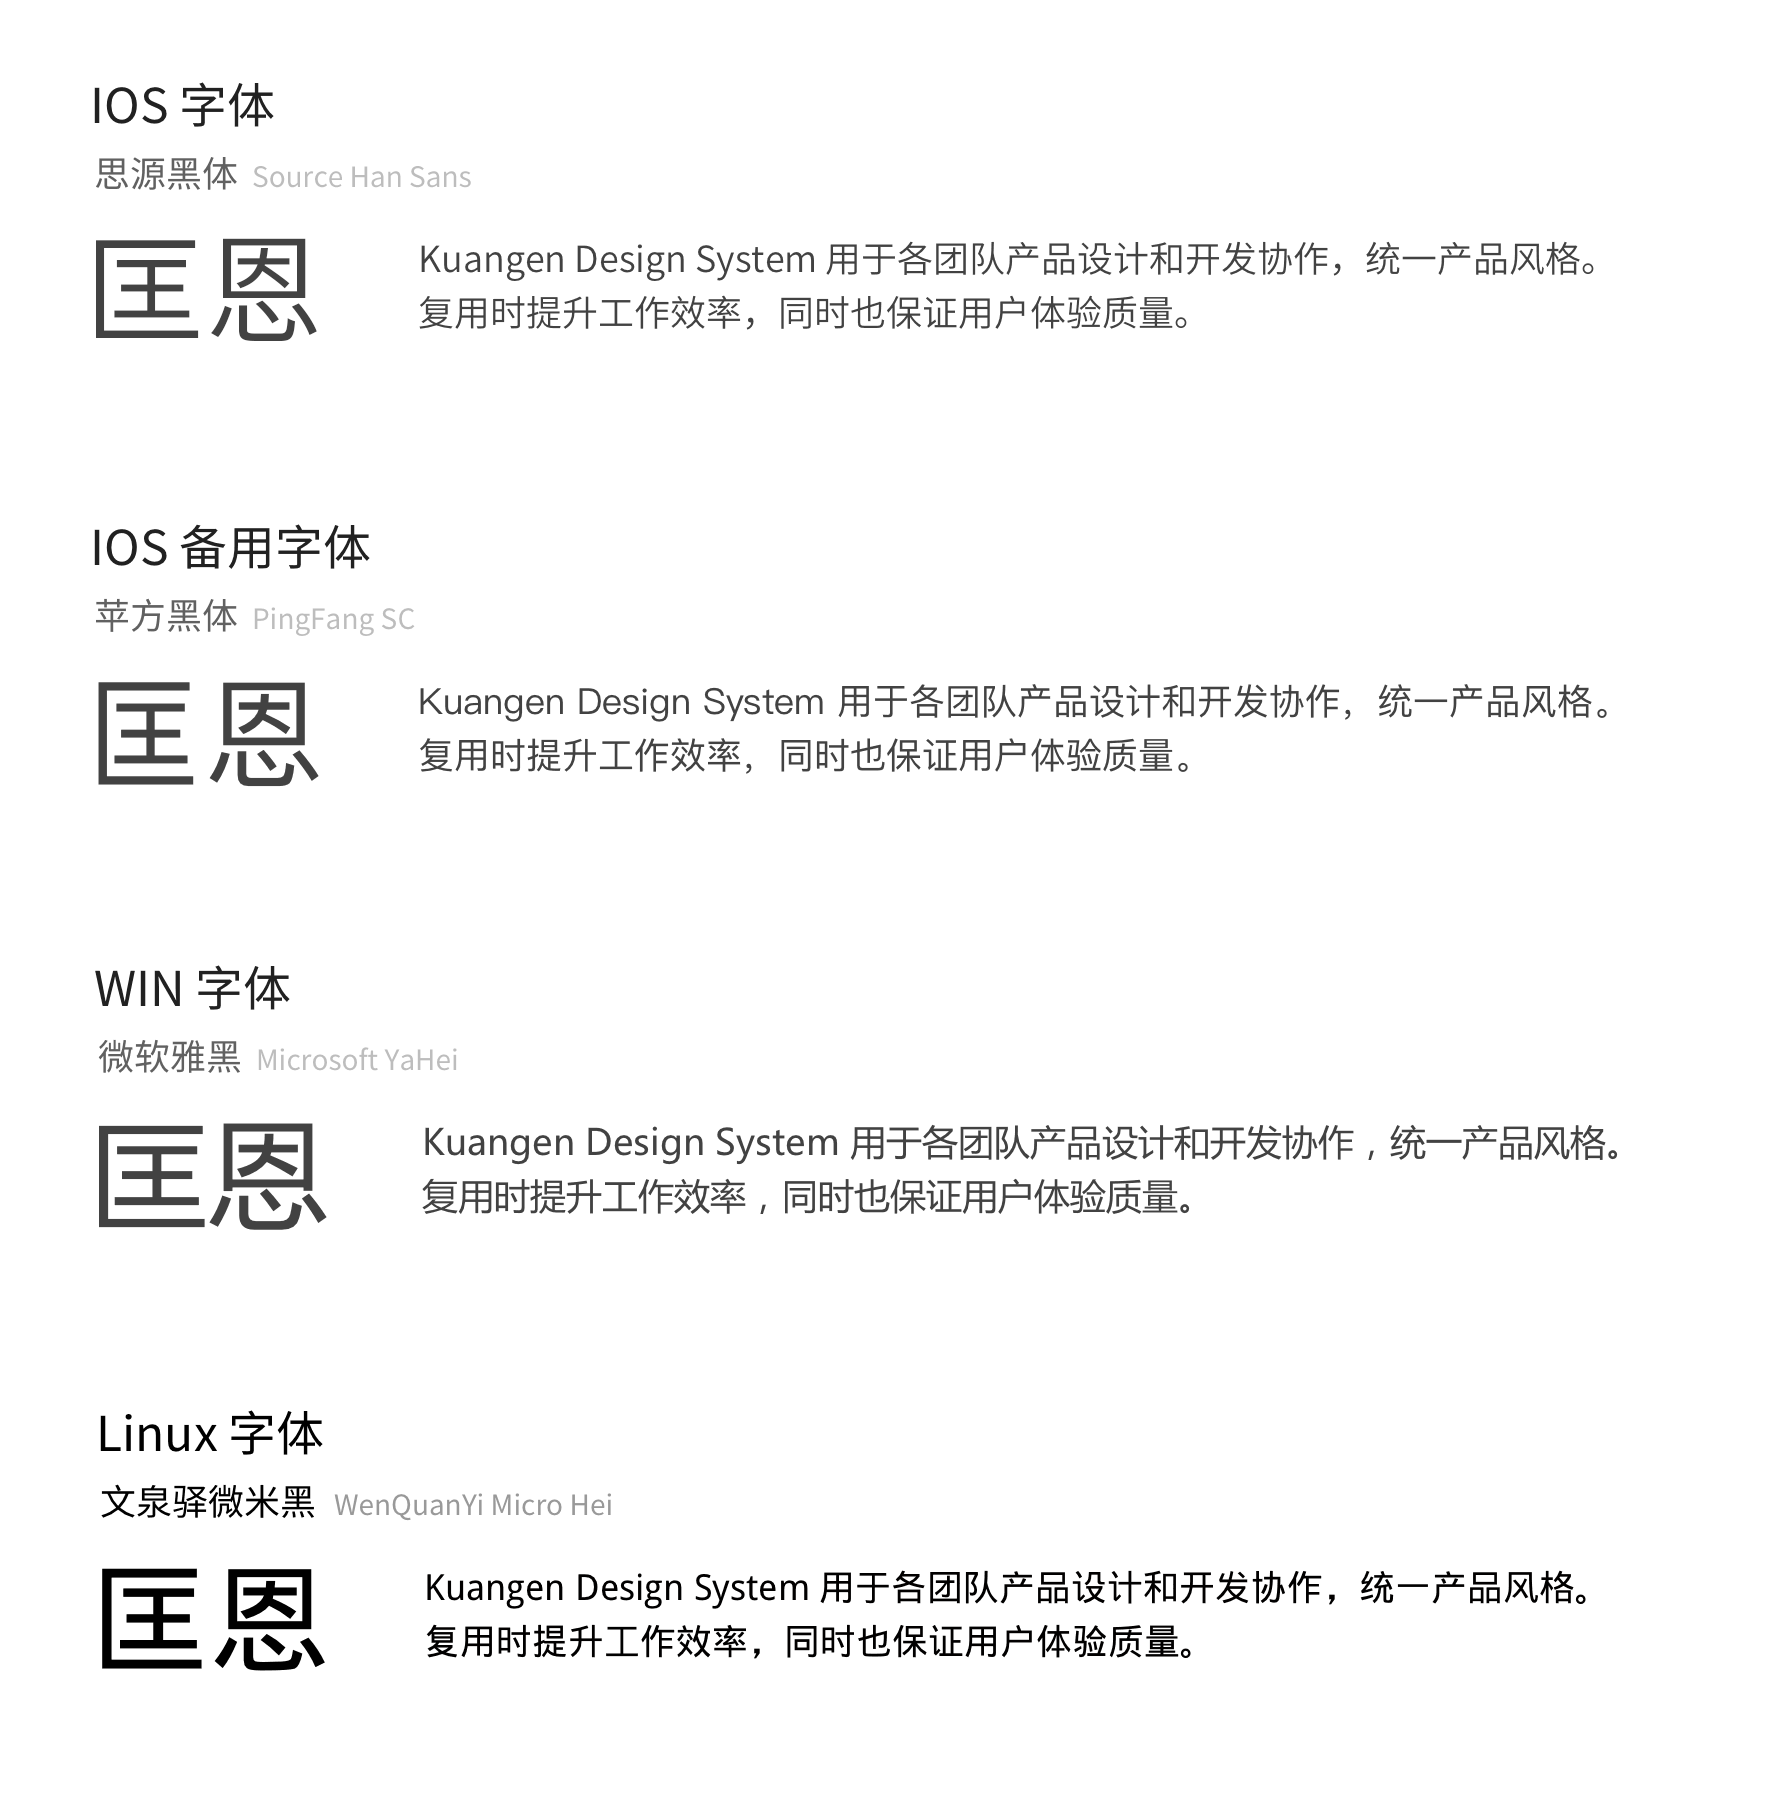 IOS 字体
思源黑体 Source Han Sans
匡恩
Kuangen Design System 用于各团队产品设计和开发协作，统一产品风格。
复用时提升工作效率，同时也保证用户体验质量。
IOS 备用字体
苹方黑体 PingFang SC
匡恩
Kuangen Design System 用于各团队产品设计和开发协作，统一产品风格。
复用时提升工作效率，同时也保证用户体验质量。
WIN 字体
微软雅黑 Microsoft YaHei
匡恩
Kuangen Design System 用于各团队产品设计和开发协作，统一产品风格。
复用时提升工作效率，同时也保证用户体验质量。
Linux 字体
文泉驿微米黑 WenQuanYi Micro Hei
匡恩
Kuangen Design System 用于各团队产品设计和开发协作，统一产品风格。
复用时提升工作效率，同时也保证用户体验质量。